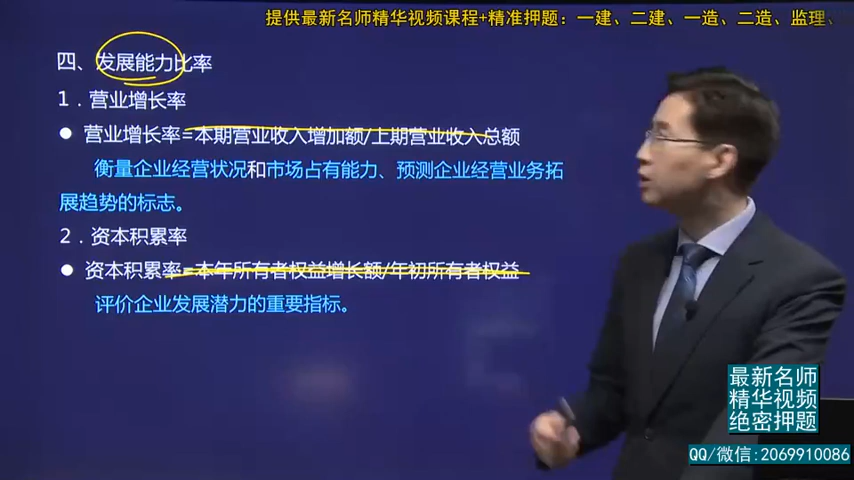 提供最新名师精华视频课程+精准押题：一建、二建、一造、二造、监理、
四、发展能力比率
1．营业增长率
● 营业增长率=本期营业收入增加额/上期营业收入总额
衡量企业经营状况和市场占有能力、预测企业经营业务拓
展趋势的标志。
2．资本积累率
● 资本积累率=本年所有者权益增长额/年初所有者权益
评价企业发展潜力的重要指标。
最新名师
精华视频
绝密押题
QQ/微信:2069910086